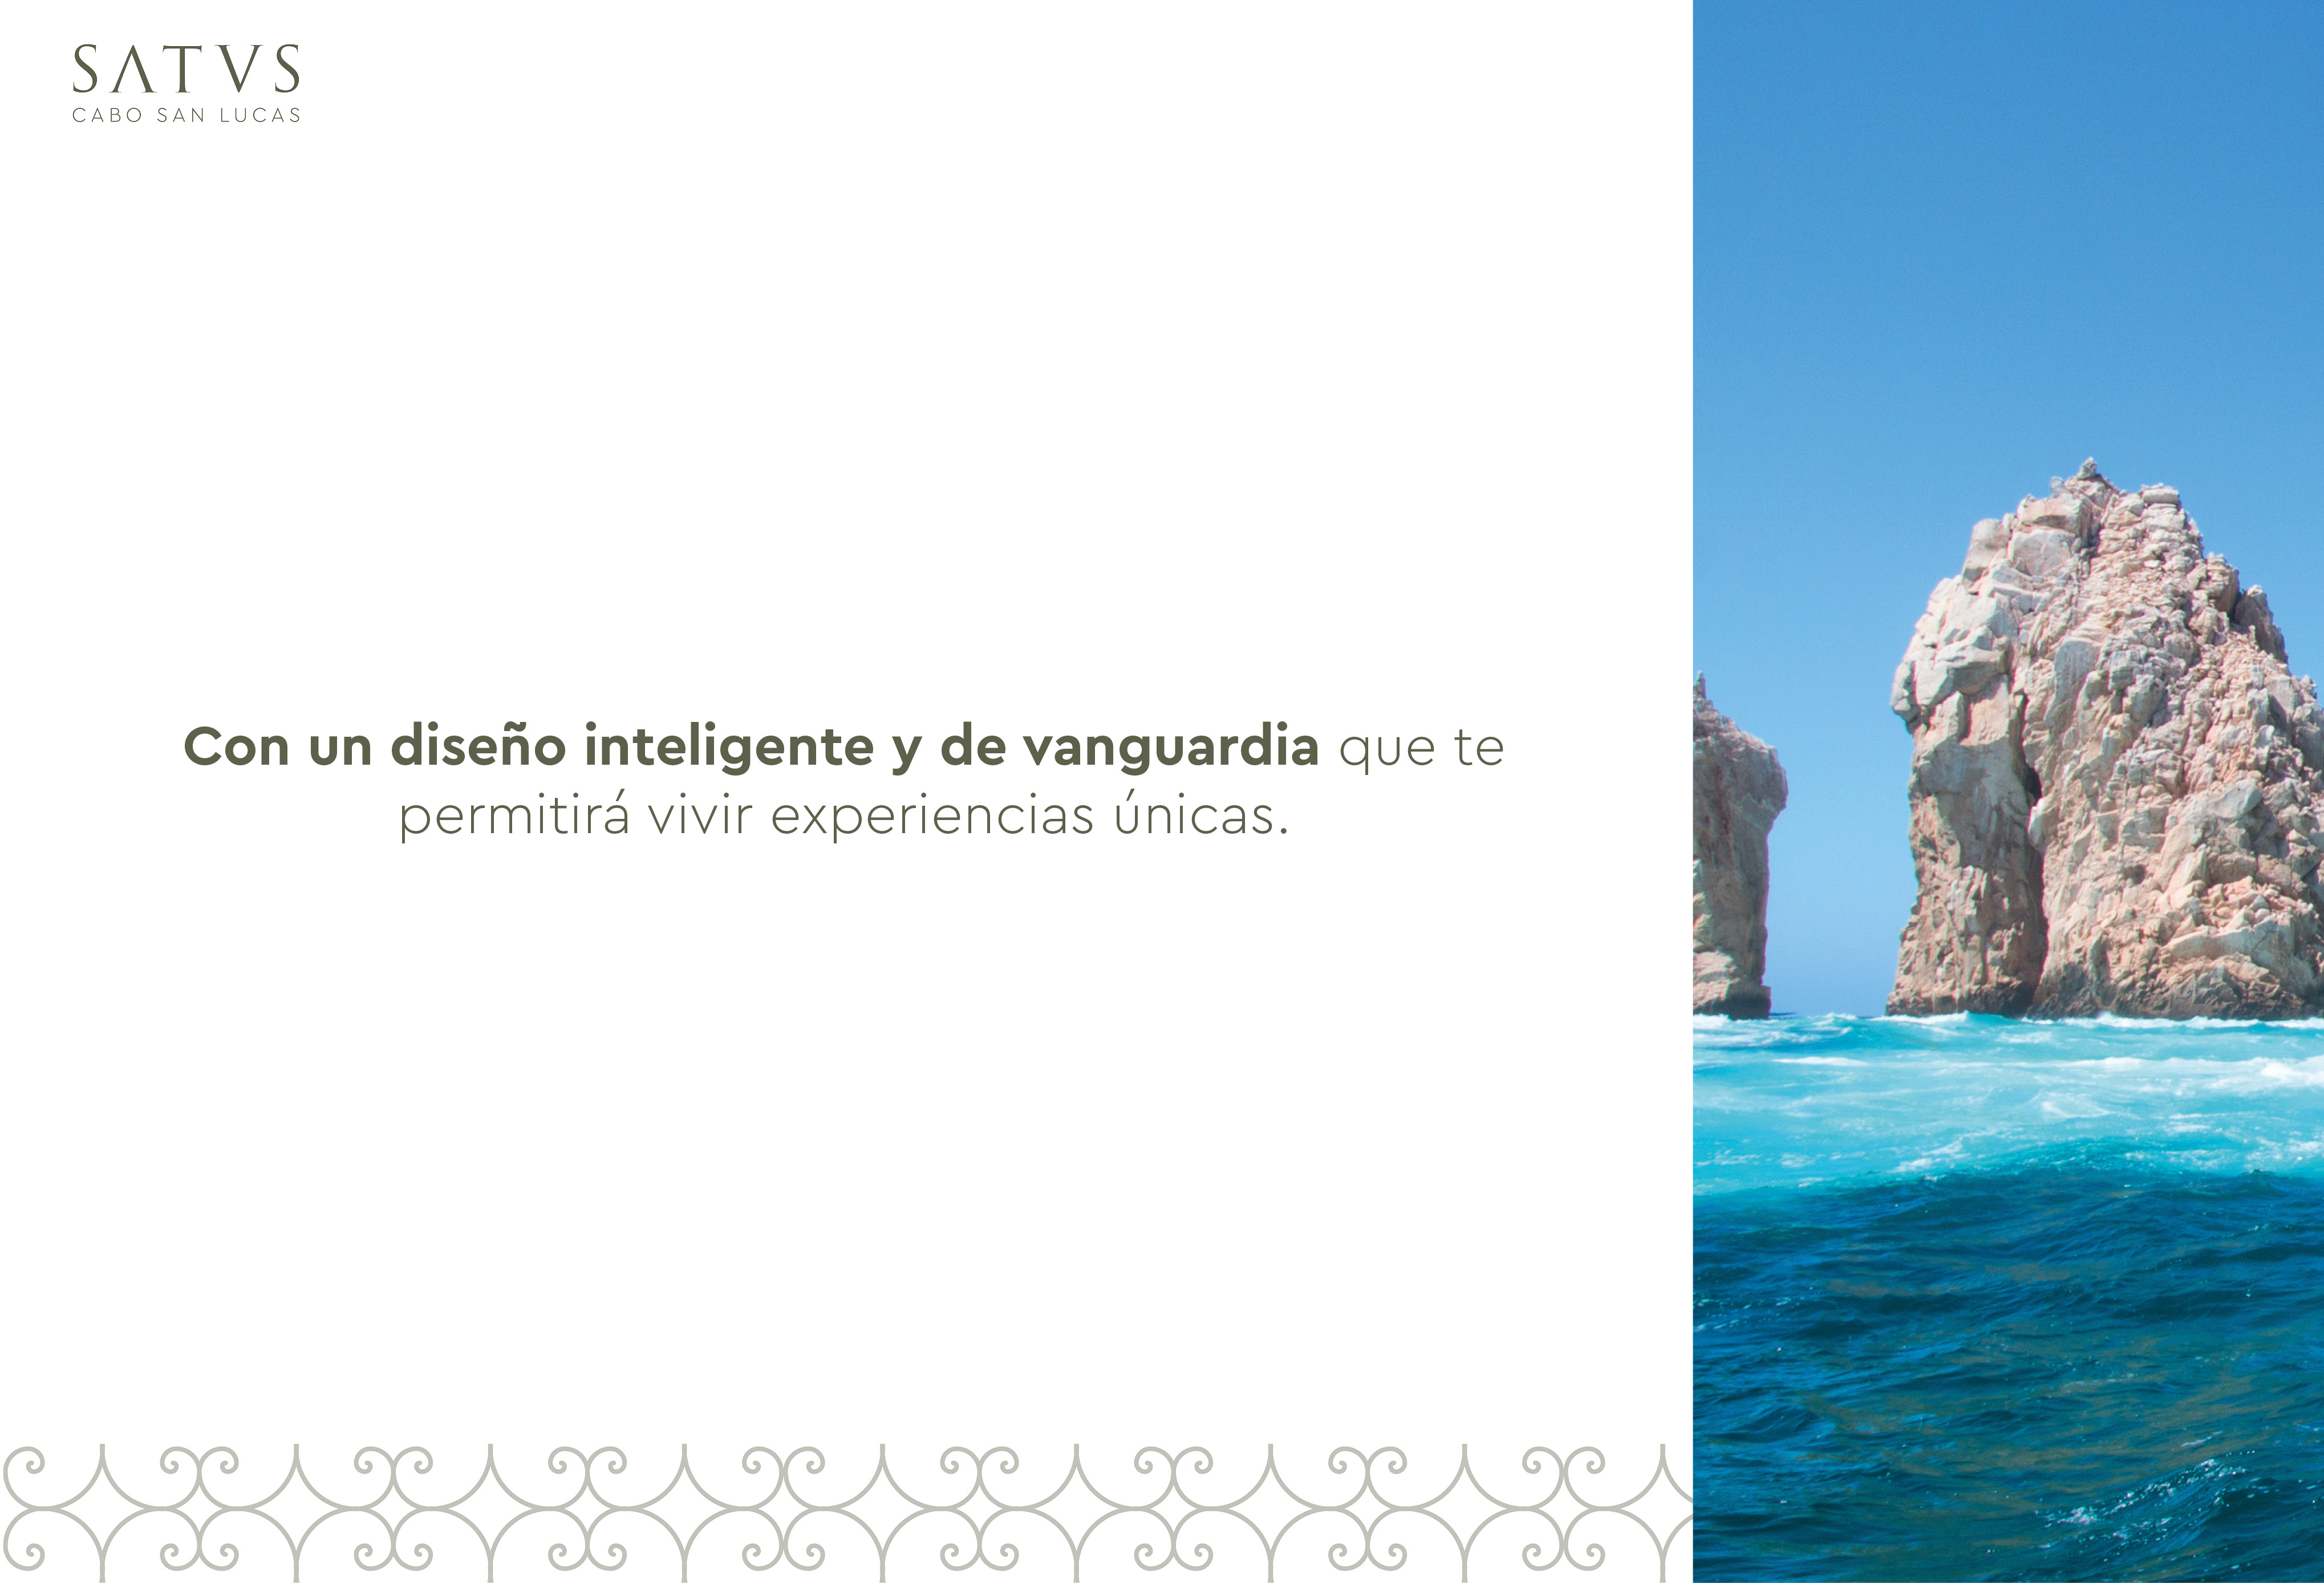 SATVS
CABO SAN LUCAS
Con un diseño inteligente y de vanguardia que te
permitirá vivir experiencias únicas.